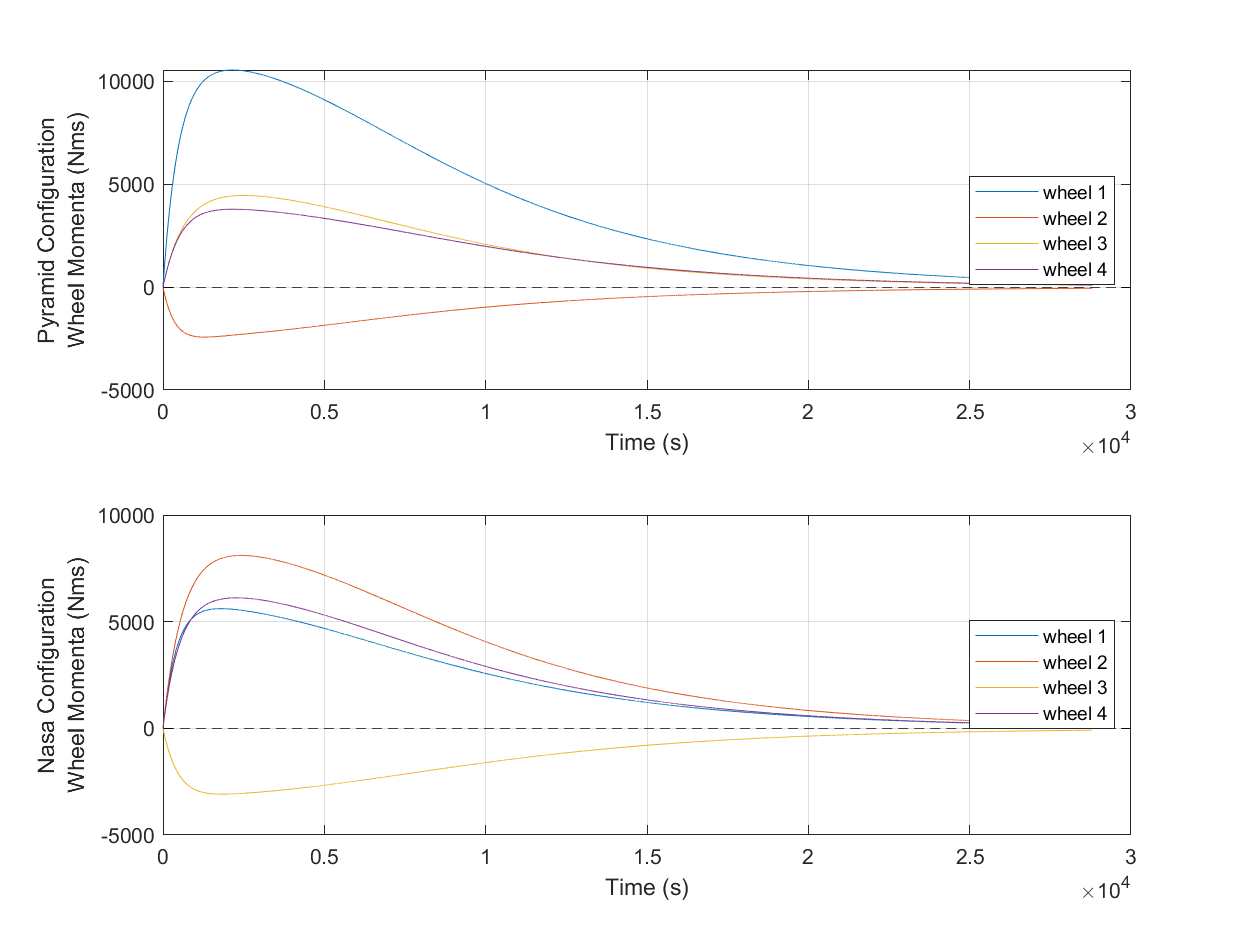 Pyramid Configuration
Wheel Momenta (Nms)
10000
5000
0
-5000
0
0.5
1
1.5
2
2.5
3
×10^4
Time (s)
wheel 1
wheel 2
wheel 3
wheel 4
Nasa Configuration
Wheel Momenta (Nms)
10000
5000
0
-5000
0
0.5
1
1.5
2
2.5
3
×10^4
Time (s)
wheel 1
wheel 2
wheel 3
wheel 4